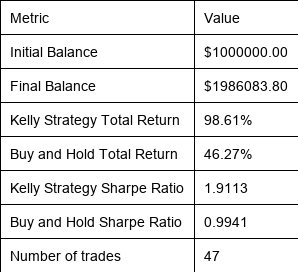 Metric Value
Initial Balance $1000000.00
Final Balance $1986083.80
Kelly Strategy Total Return 98.61%
Buy and Hold Total Return 46.27%
Kelly Strategy Sharpe Ratio 1.9113
Buy and Hold Sharpe Ratio 0.9941
Number of trades 47